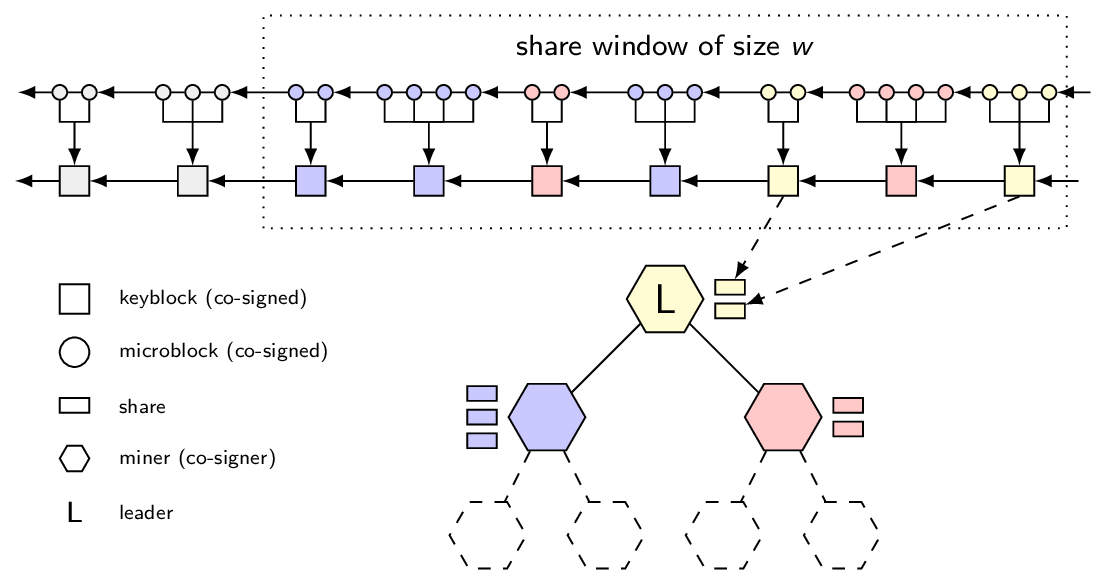 share window of size w
L
keyblock (co-signed)
microblock (co-signed)
share
miner (co-signer)
L leader